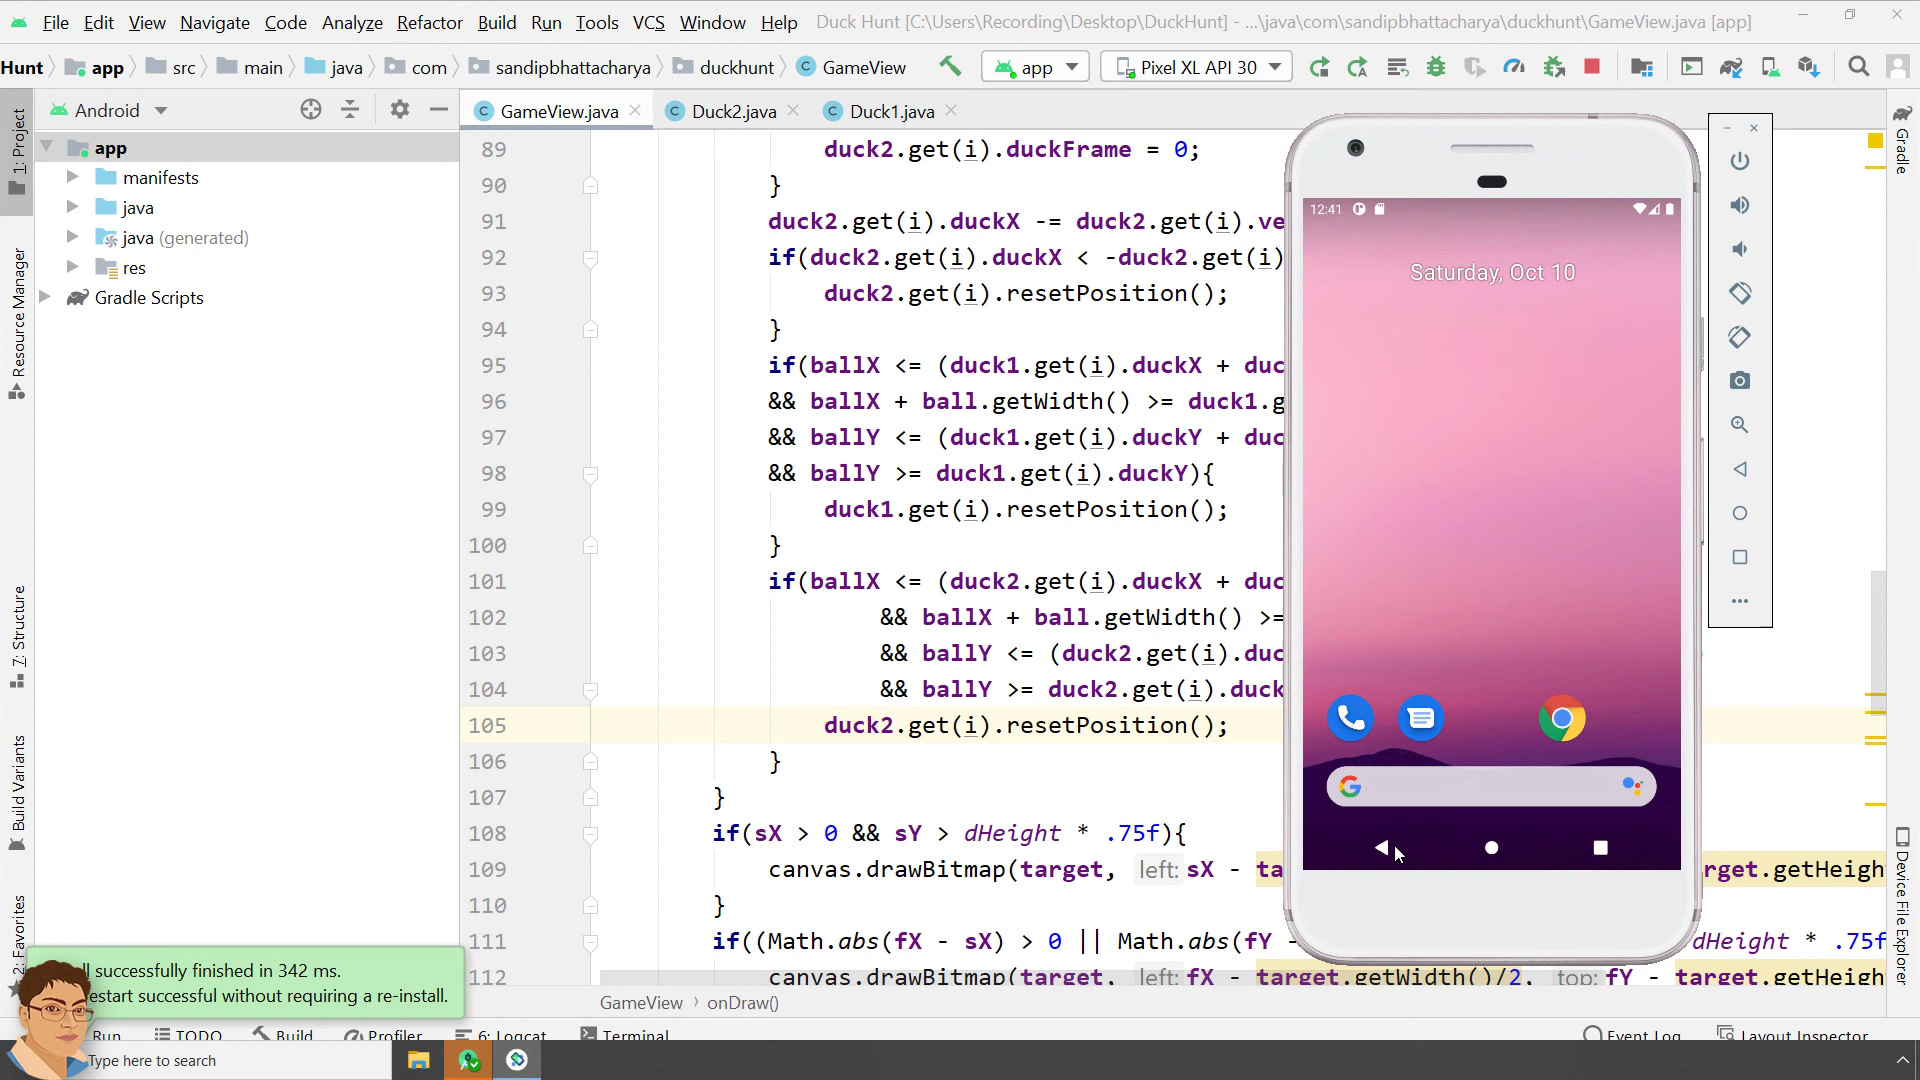 File Edit View Navigate Code Analyze Refactor Build Run Tools VCS Window Help Duck Hunt [C:\Users\Recording\Desktop\DuckHunt] - ...\java\com\sandipbhattacharya\duckhunt\GameView.java [app]
Hunt app src main java com sandipbhattacharya duckhunt GameView app Pixel XL API 30
Android
GameView.java Duck2.java Duck1.java
1: Project
Resource Manager
7: Structure
Build Variants
2: Favorites
app
manifests
java
java (generated)
res
Gradle Scripts
89 duck2.get(i).duckFrame = 0;
90 }
91 duck2.get(i).duckX -= duck2.get(i).ve
92 if(duck2.get(i).duckX < -duck2.get(i)
93 duck2.get(i).resetPosition();
94 }
95 if(ballX <= (duck1.get(i).duckX + duc
96 && ballX + ball.getWidth() >= duck1.g
97 && ballY <= (duck1.get(i).duckY + duc
98 && ballY >= duck1.get(i).duckY){
99 duck1.get(i).resetPosition();
100 }
101 if(ballX <= (duck2.get(i).duckX + duc
102 && ballX + ball.getWidth() >=
103 && ballY <= (duck2.get(i).duc
104 && ballY >= duck2.get(i).duck
105 duck2.get(i).resetPosition();
106 }
107 }
108 if(sX > 0 && sY > dHeight * .75f){
109 canvas.drawBitmap(target, left: sX - ta rget.getHeigh
110 }
111 if((Math.abs(fX - sX) > 0 || Math.abs(fY - dHeight * .75f
112 canvas.drawBitmap(target, left: fX - target.getWidth()/2, top: fY - target.getHeigh
12:41
Saturday, Oct 10
Gradle
Device File Explorer
successfully finished in 342 ms.
estart successful without requiring a re-install.
GameView › onDraw()
Run TODO Build Profiler 6: Logcat Terminal Event Log Layout Inspector
Type here to search